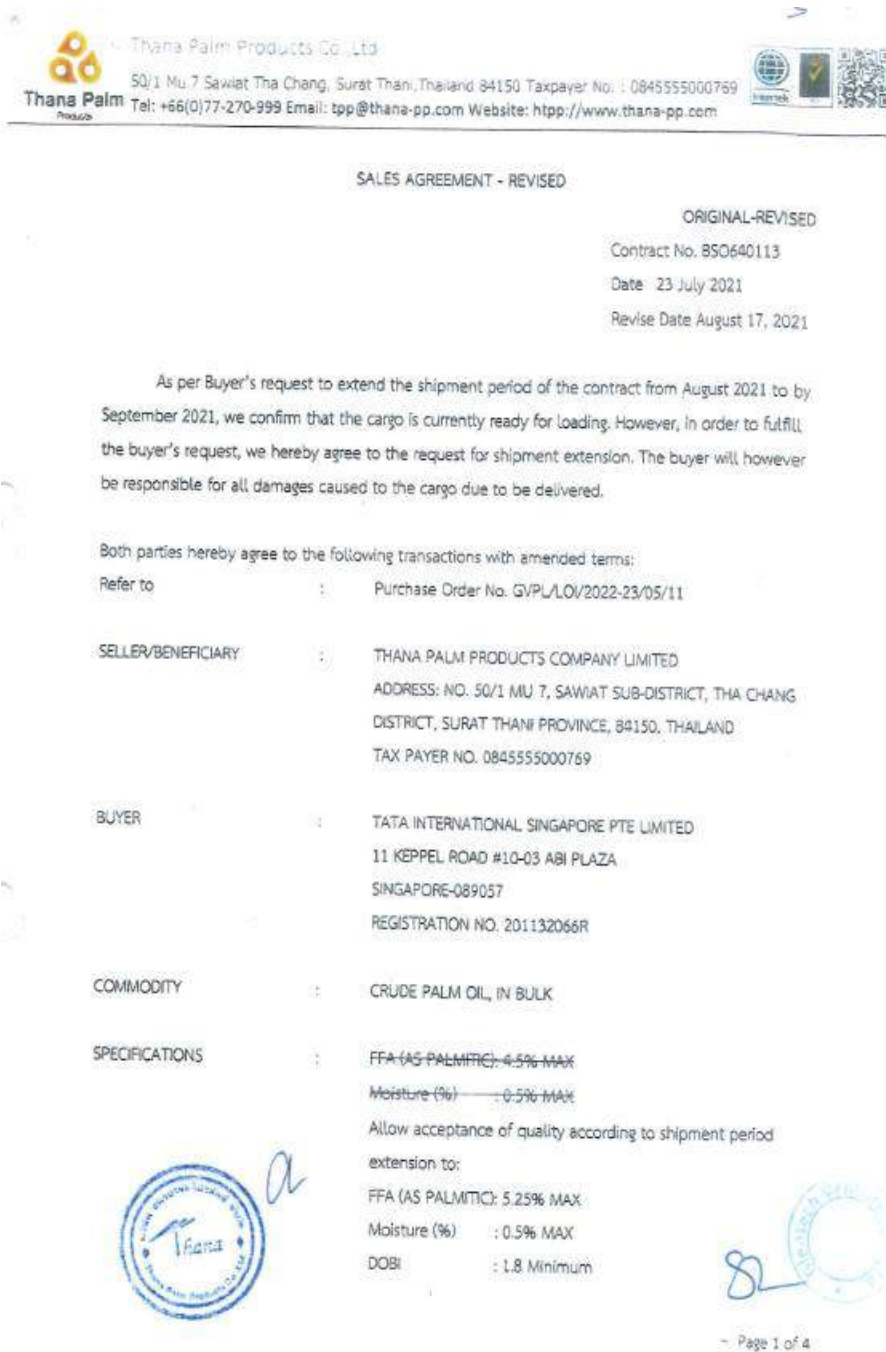 Thana Palm Products Co.,Ltd
50/1 Mu 7 Sawiat Tha Chang, Surat Thani,Thailand 84150 Taxpayer No. : 0845555000769
Thana Palm
Products
Tel: +66(0)77-270-999 Email: tpp@thana-pp.com Website: htpp://www.thana-pp.com
intertek
SALES AGREEMENT - REVISED
ORIGINAL-REVISED
Contract No. BSO640113
Date 23 July 2021
Revise Date August 17, 2021
As per Buyer's request to extend the shipment period of the contract from August 2021 to by
September 2021, we confirm that the cargo is currently ready for loading. However, in order to fulfill
the buyer's request, we hereby agree to the request for shipment extension. The buyer will however
be responsible for all damages caused to the cargo due to be delivered.
Both parties hereby agree to the following transactions with amended terms:
Refer to : Purchase Order No. GVPL/LOI/2022-23/05/11
SELLER/BENEFICIARY : THANA PALM PRODUCTS COMPANY LIMITED
ADDRESS: NO. 50/1 MU 7, SAWIAT SUB-DISTRICT, THA CHANG
DISTRICT, SURAT THANI PROVINCE, 84150, THAILAND
TAX PAYER NO. 0845555000769
BUYER : TATA INTERNATIONAL SINGAPORE PTE LIMITED
11 KEPPEL ROAD #10-03 ABI PLAZA
SINGAPORE-089057
REGISTRATION NO. 201132066R
COMMODITY : CRUDE PALM OIL, IN BULK
SPECIFICATIONS : FFA (AS PALMITIC): 4.5% MAX
Moisture (%) : 0.5% MAX
Allow acceptance of quality according to shipment period
extension to:
FFA (AS PALMITIC): 5.25% MAX
Moisture (%) : 0.5% MAX
DOBI : 1.8 Minimum
Thana
Thana Palm Products Co.,Ltd
Page 1 of 4